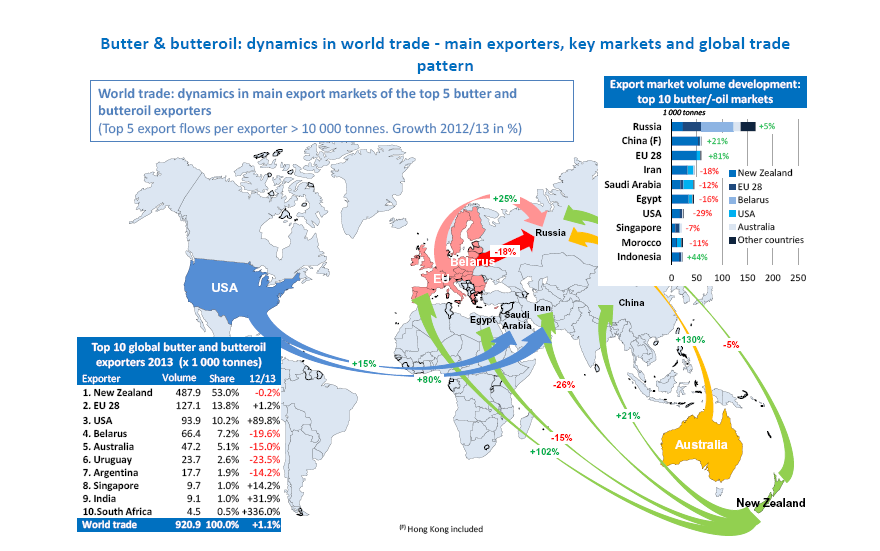 Butter & butteroil: dynamics in world trade - main exporters, key markets and global trade
pattern
World trade: dynamics in main export markets of the top 5 butter and
butteroil exporters
(Top 5 export flows per exporter > 10 000 tonnes. Growth 2012/13 in %)
Export market volume development:
top 10 butter/-oil markets
1 000 tonnes
Russia +5%
China (F) +21%
EU 28 +81%
Iran -18%
Saudi Arabia -12%
Egypt -16%
USA -29%
Singapore -7%
Morocco -11%
Indonesia +44%
New Zealand
EU 28
Belarus
USA
Australia
Other countries
0 50 100 150 200 250
+25%
Russia
-18%
Belarus
EU
USA
Iran
China
Saudi
Arabia
Egypt
+130%
-5%
+15%
+80%
-26%
+21%
-15%
+102%
Australia
New Zealand
Top 10 global butter and butteroil
exporters 2013 (x 1 000 tonnes)
Exporter Volume Share 12/13
1. New Zealand 487.9 53.0% -0.2%
2. EU 28 127.1 13.8% +1.2%
3. USA 93.9 10.2% +89.8%
4. Belarus 66.4 7.2% -19.6%
5. Australia 47.2 5.1% -15.0%
6. Uruguay 23.7 2.6% -23.5%
7. Argentina 17.7 1.9% -14.2%
8. Singapore 9.7 1.0% +14.2%
9. India 9.1 1.0% +31.9%
10.South Africa 4.5 0.5% +336.0%
World trade 920.9 100.0% +1.1%
(F) Hong Kong included